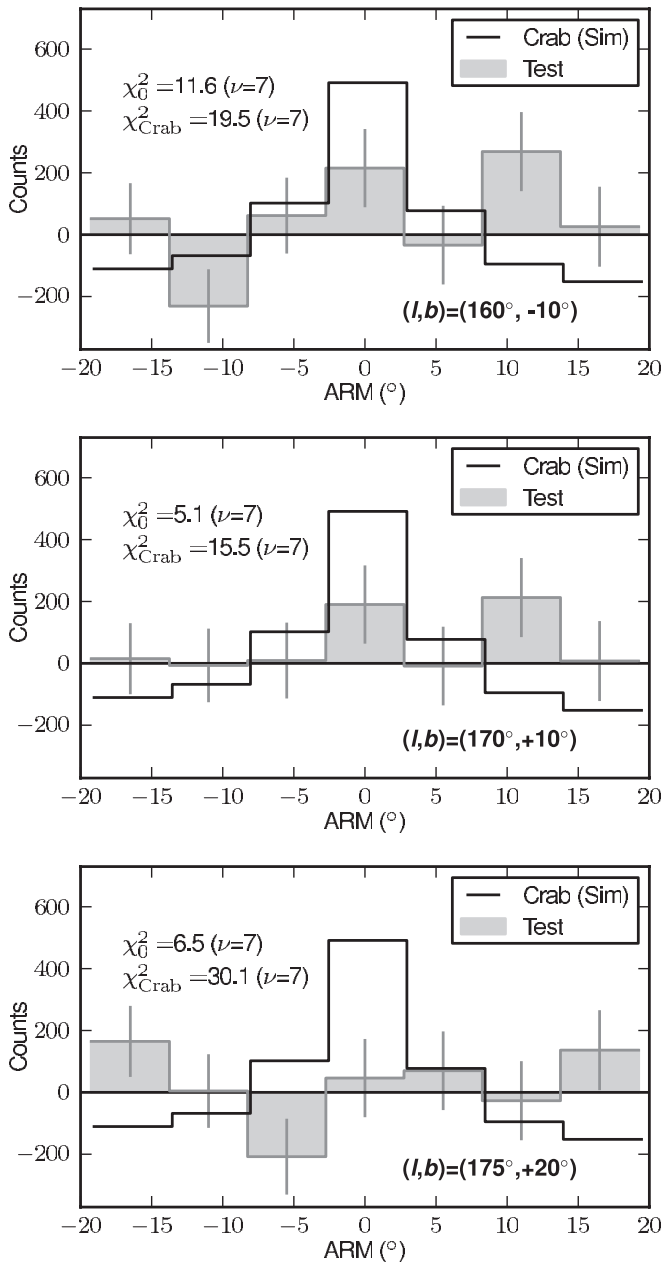 600
400
200
0
−200
Counts
Crab (Sim)
Test
χ₀²=11.6 (ν=7)
χ²Crab=19.5 (ν=7)
(l,b)=(160°, -10°)
−20 −15 −10 −5 0 5 10 15 20
ARM (°)
600
400
200
0
−200
Counts
Crab (Sim)
Test
χ₀²=5.1 (ν=7)
χ²Crab=15.5 (ν=7)
(l,b)=(170°,+10°)
−20 −15 −10 −5 0 5 10 15 20
ARM (°)
600
400
200
0
−200
Counts
Crab (Sim)
Test
χ₀²=6.5 (ν=7)
χ²Crab=30.1 (ν=7)
(l,b)=(175°,+20°)
−20 −15 −10 −5 0 5 10 15 20
ARM (°)